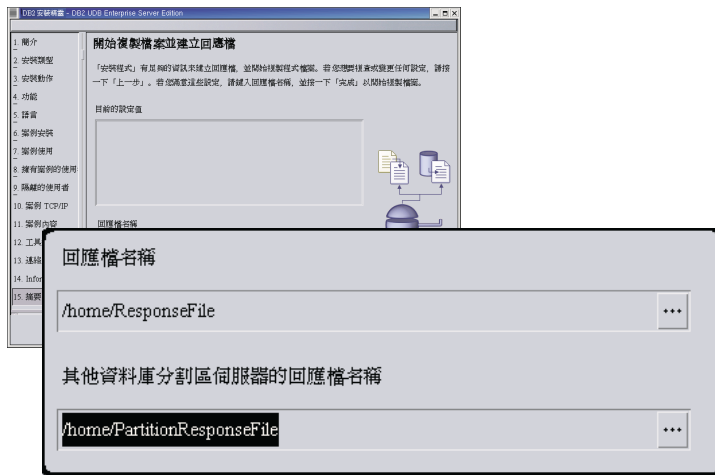 DB2 安裝精靈 - DB2 UDB Enterprise Server Edition
1. 簡介
2. 安裝類型
3. 安裝動作
4. 功能
5. 語言
6. 案例安裝
7. 案例使用
8. 擁有案例的使用
9. 隔離的使用者
10. 案例 TCP/IP
11. 案例內容
12. 工具
13. 連絡
14. Infor
15. 摘要
開始複製檔案並建立回應檔
「安裝程式」有足夠的資訊來建立回應檔, 並開始複製程式檔案。若您想要複查或變更任何設定, 請按
一下「上一步」。若您滿意這些設定, 請鍵入回應檔名稱, 並按一下「完成」以開始複製檔案。
目前的設定值
回應檔名稱
回應檔名稱
/home/ResponseFile
其他資料庫分割區伺服器的回應檔名稱
/home/PartitionResponseFile